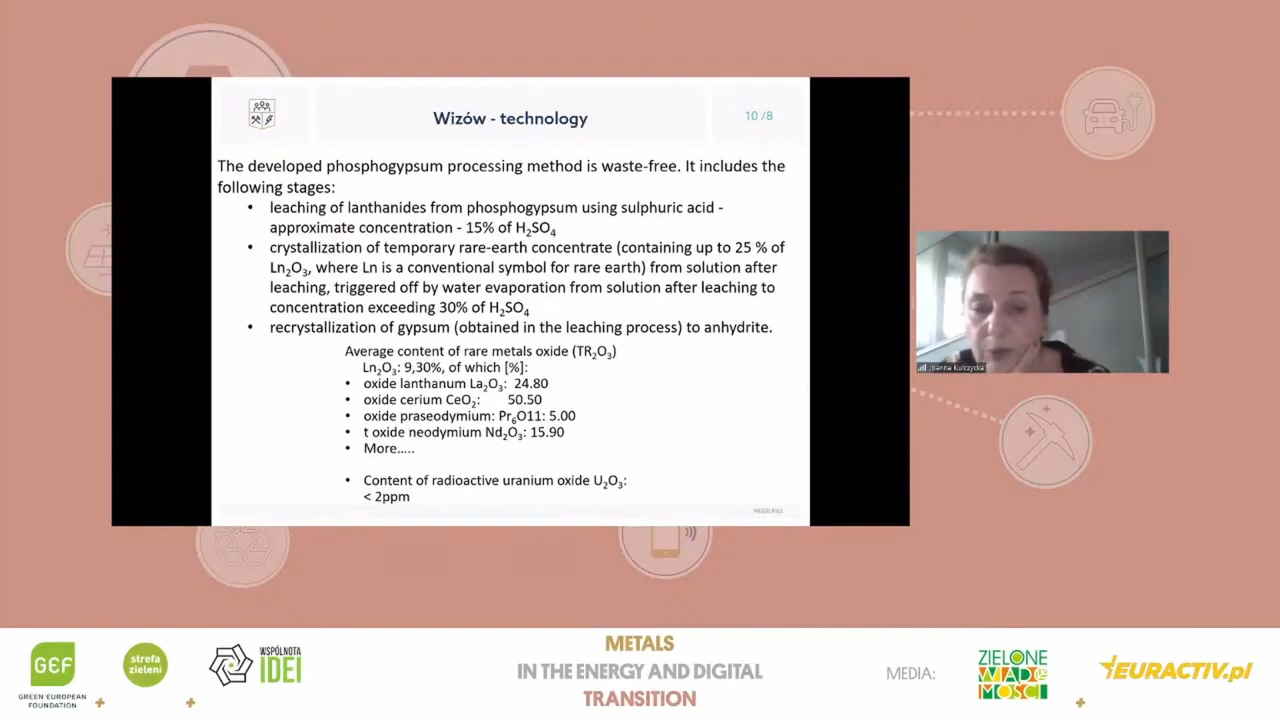 Wizów - technology
10 /8
The developed phosphogypsum processing method is waste-free. It includes the
following stages:
• leaching of lanthanides from phosphogypsum using sulphuric acid -
approximate concentration - 15% of H₂SO₄
• crystallization of temporary rare-earth concentrate (containing up to 25 % of
Ln₂O₃, where Ln is a conventional symbol for rare earth) from solution after
leaching, triggered off by water evaporation from solution after leaching to
concentration exceeding 30% of H₂SO₄
• recrystallization of gypsum (obtained in the leaching process) to anhydrite.
Average content of rare metals oxide (TR₂O₃)
Ln₂O₃: 9,30%, of which [%]:
• oxide lanthanum La₂O₃: 24.80
• oxide cerium CeO₂: 50.50
• oxide praseodymium: Pr₆O11: 5.00
• t oxide neodymium Nd₂O₃: 15.90
• More.....
• Content of radioactive uranium oxide U₂O₃:
< 2ppm
Joanna Kulczycka
GEF
GREEN EUROPEAN
FOUNDATION
strefa
zieleni
WSPÓLNOTA
IDEI
METALS
IN THE ENERGY AND DIGITAL
TRANSITION
MEDIA:
ZIELONE
WIAD
MOŚCI
EURACTIV.pl